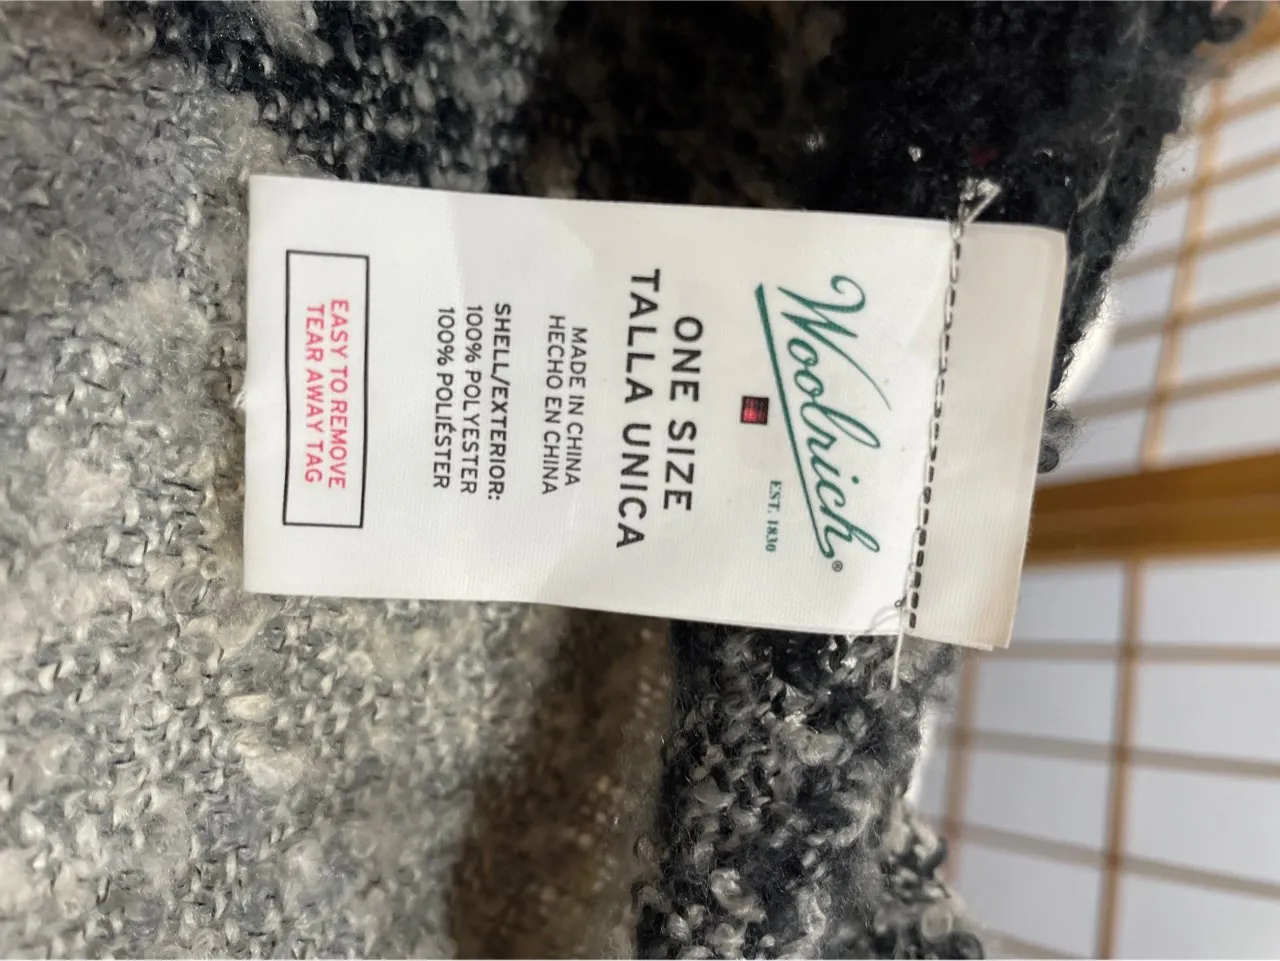 Woolrich®
EST. 1830
ONE SIZE
TALLA UNICA
MADE IN CHINA
HECHO EN CHINA
SHELL/EXTERIOR:
100% POLYESTER
100% POLIÉSTER
EASY TO REMOVE
TEAR AWAY TAG